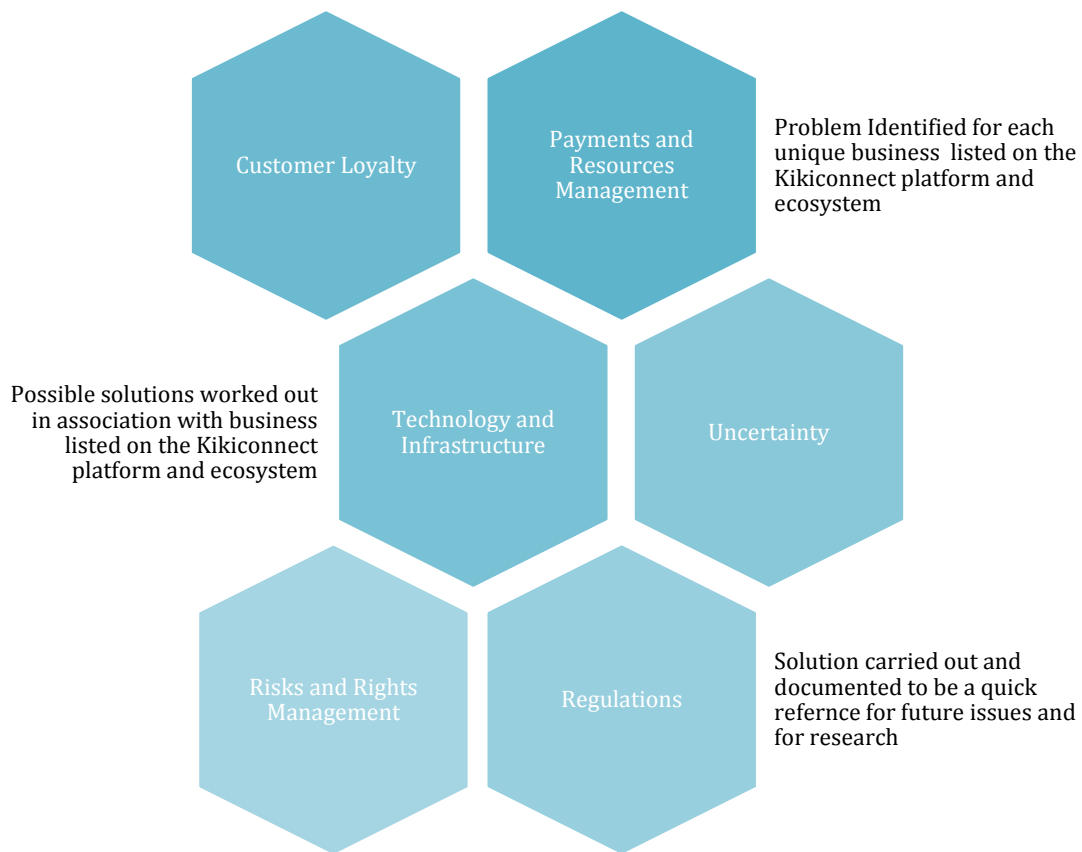 Customer Loyalty
Payments and
Resources
Management
Problem Identified for each
unique business  listed on the
Kikiconnect platform and
ecosystem
Possible solutions worked out
in association with business
listed on the Kikiconnect
platform and ecosystem
Technology and
Infrastructure
Uncertainty
Risks and Rights
Management
Regulations
Solution carried out and
documented to be a quick
refernce for future issues and
for research